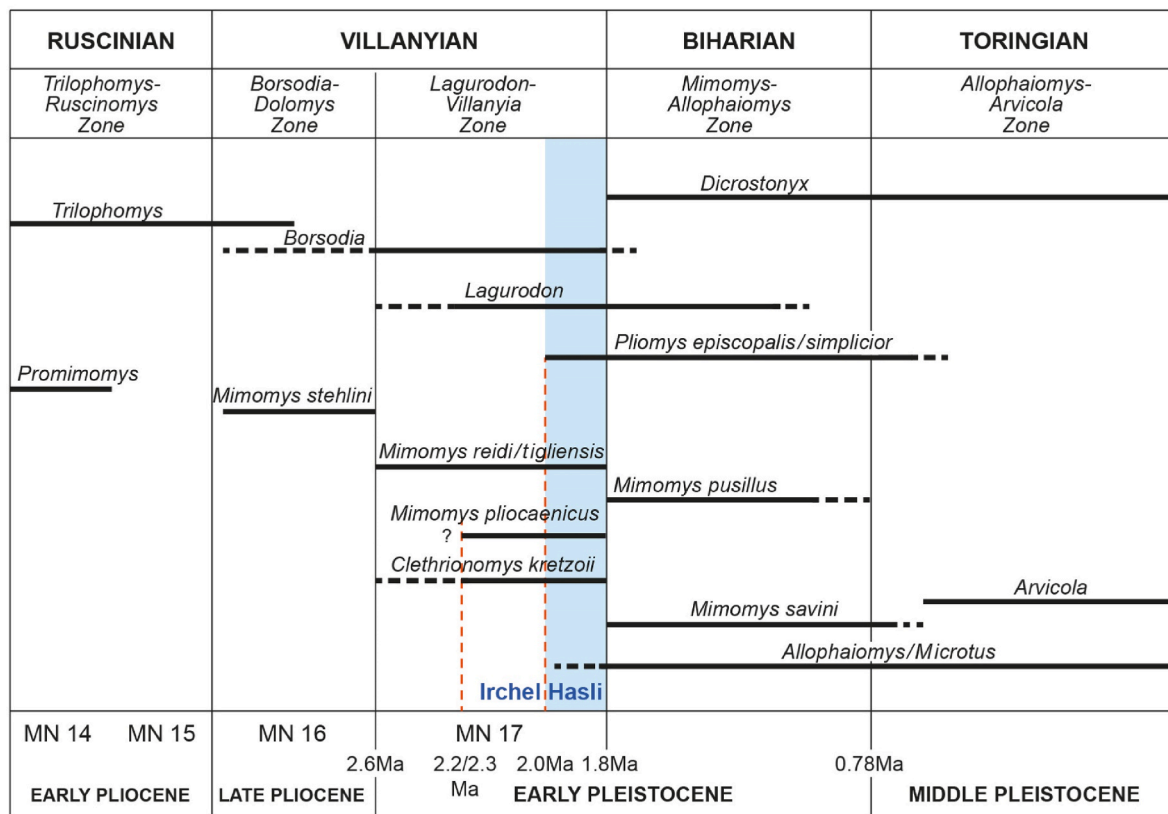 RUSCINIAN
VILLANYIAN
BIHARIAN
TORINGIAN
Trilophomys-
Ruscinomys
Zone
Borsodia-
Dolomys
Zone
Lagurodon-
Villanyia
Zone
Mimomys-
Allophaiomys
Zone
Allophaiomys-
Arvicola
Zone
Dicrostonyx
Trilophomys
Borsodia
Lagurodon
Pliomys episcopalis/simplicior
Promimomys
Mimomys stehlini
Mimomys reidi/tigliensis
Mimomys pusillus
Mimomys pliocaenicus
?
Clethrionomys kretzoii
Arvicola
Mimomys savini
Allophaiomys/Microtus
Irchel Hasli
MN 14
MN 15
MN 16
MN 17
2.6Ma
2.2/2.3
Ma
2.0Ma
1.8Ma
0.78Ma
EARLY PLIOCENE
LATE PLIOCENE
EARLY PLEISTOCENE
MIDDLE PLEISTOCENE